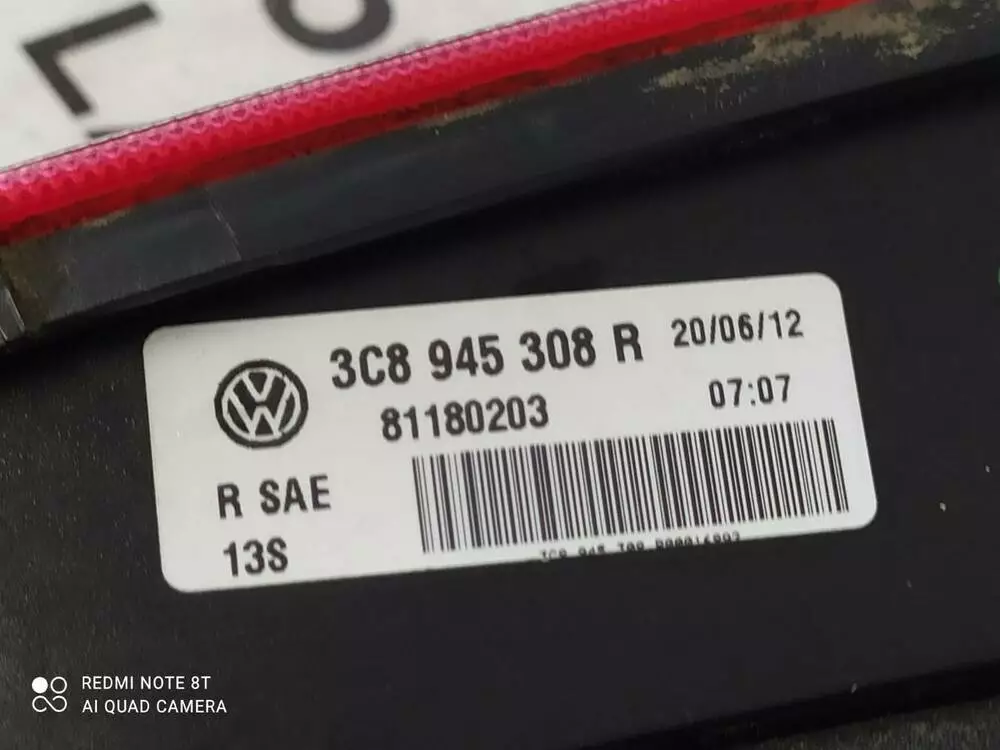 3C8 945 308 R 20/06/12
81180203 07:07
R SAE
13S
REDMI NOTE 8T
AI QUAD CAMERA